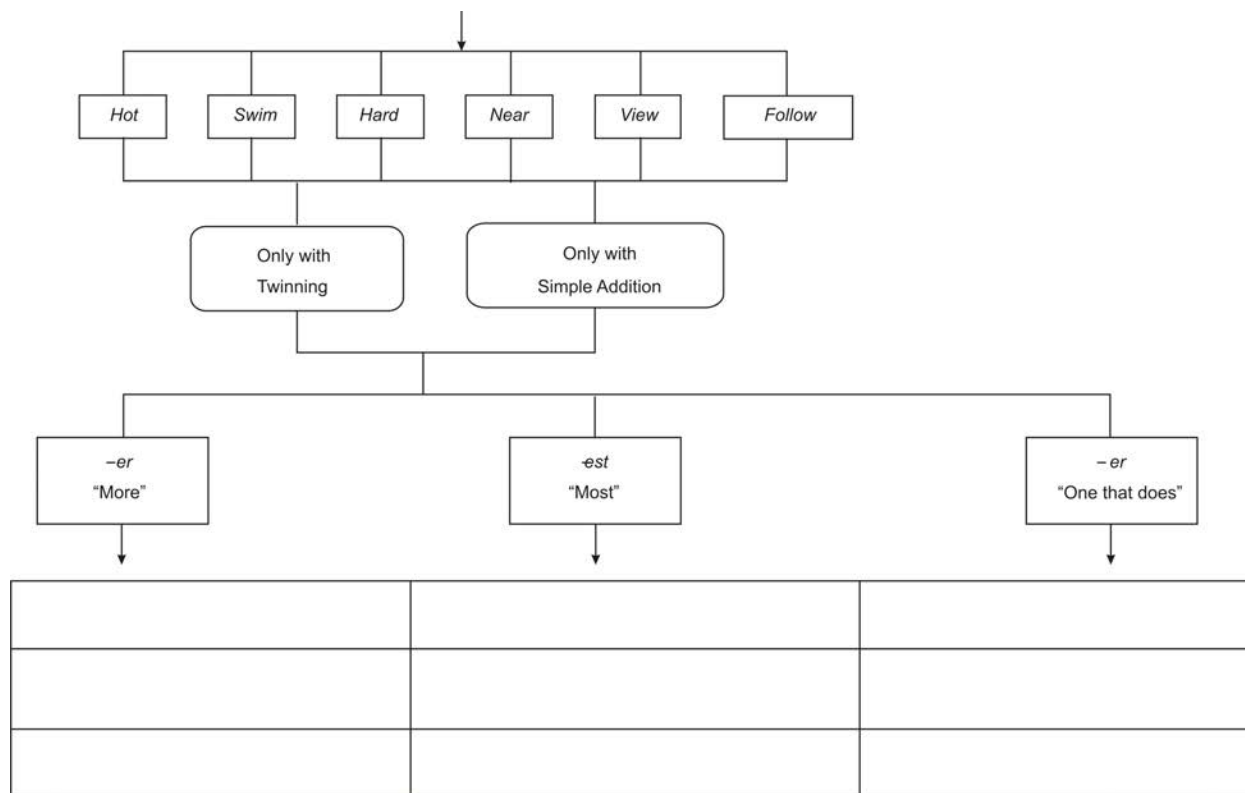 Hot
Swim
Hard
Near
View
Follow
Only with
Twinning
Only with
Simple Addition
–er
“More”
-est
“Most”
– er
“One that does”